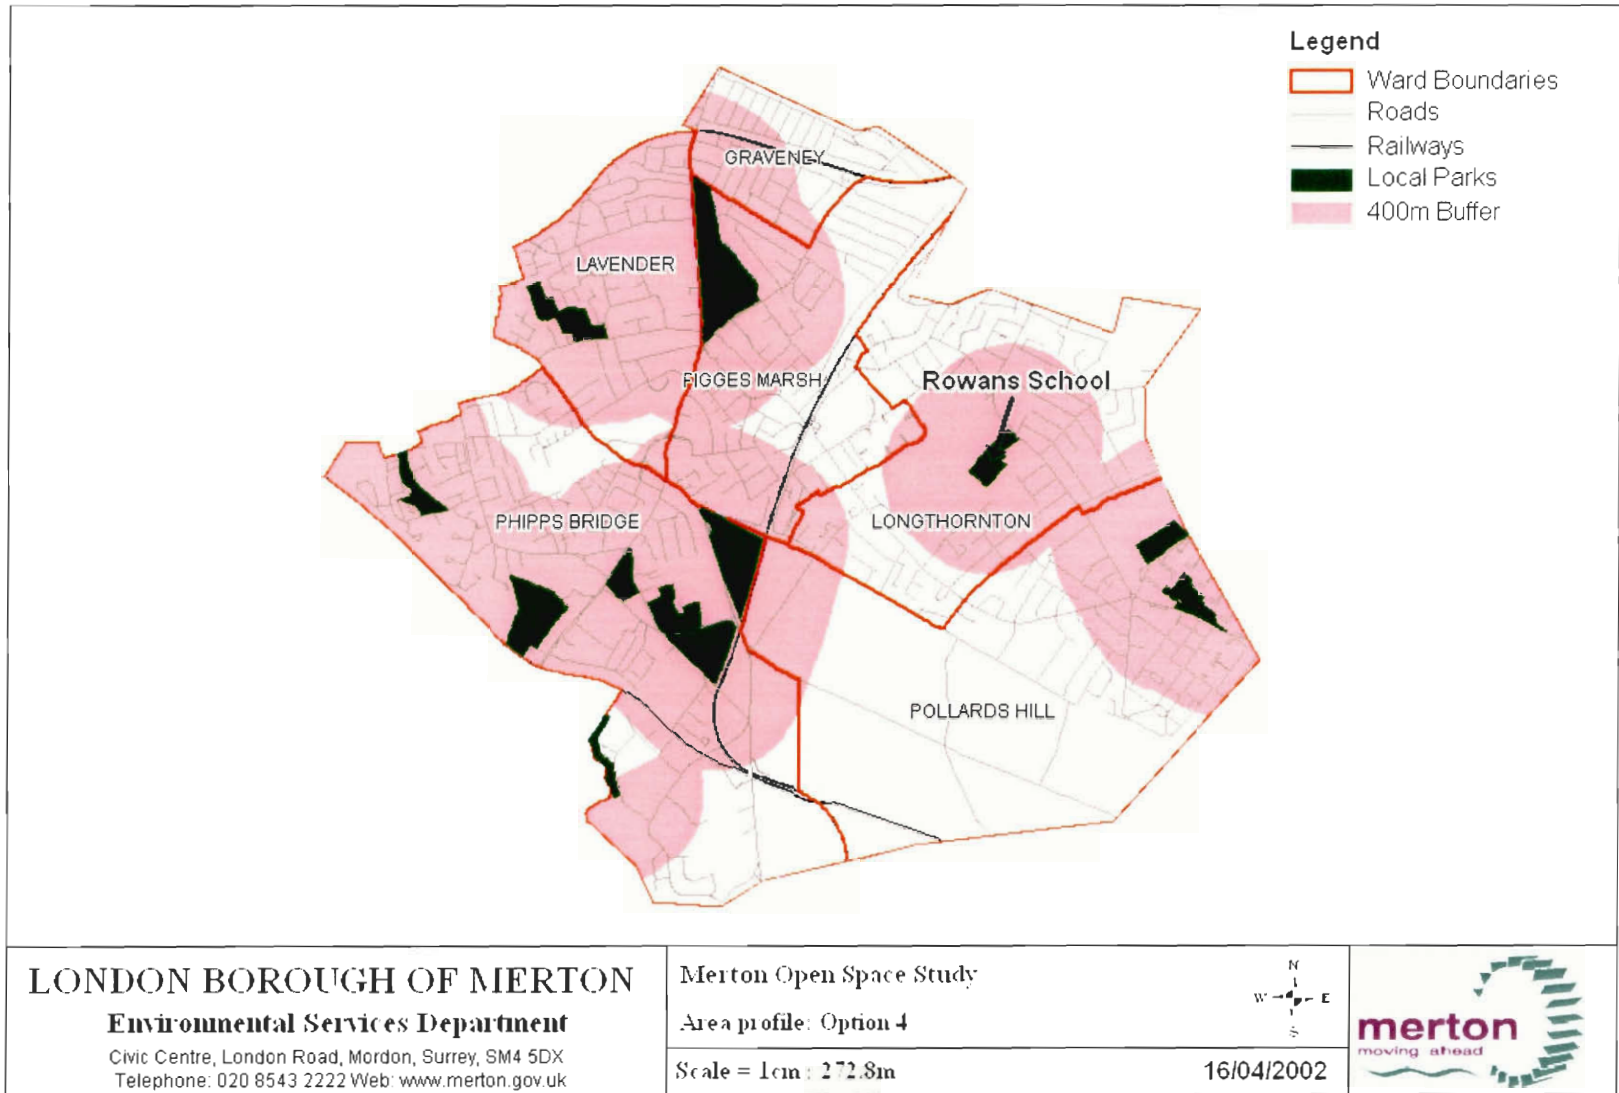 Legend
Ward Boundaries
Roads
Railways
Local Parks
400m Buffer
GRAVENEY
LAVENDER
FIGGES MARSH
Rowans School
PHIPPS BRIDGE
LONGTHORNTON
POLLARDS HILL
LONDON BOROUGH OF MERTON
Environmental Services Department
Civic Centre, London Road, Mordon, Surrey, SM4 5DX
Telephone: 020 8543 2222 Web: www.merton.gov.uk
Merton Open Space Study
Area profile: Option 4
Scale = 1cm : 272.8m
16/04/2002
N
W E
S
merton
moving ahead